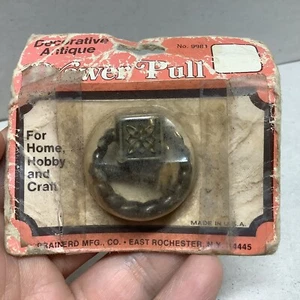 Decorative
Antique
No. 9981
Drawer Pull
For
Home,
Hobby
and
Craft
MADE IN U.S.A.
BRAINERD MFG., CO. • EAST ROCHESTER, N.Y. 14445